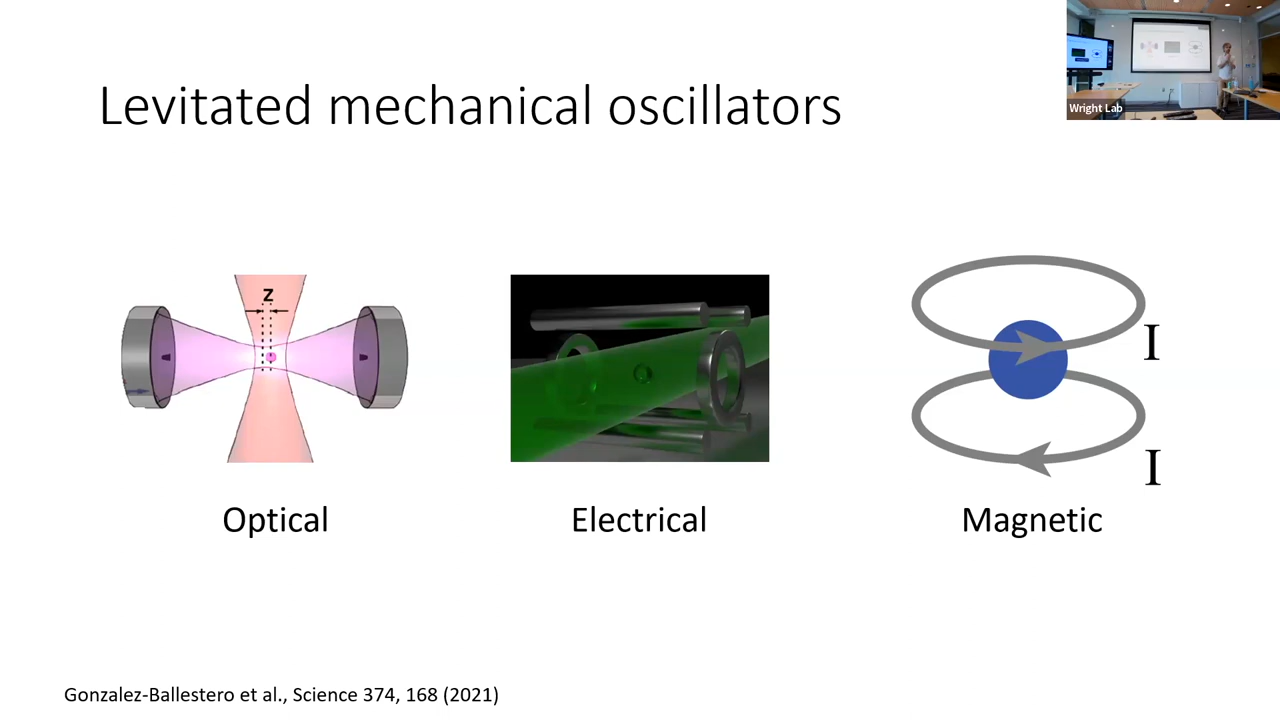 Levitated mechanical oscillators
Wright Lab
z
I
I
Optical
Electrical
Magnetic
Gonzalez-Ballestero et al., Science 374, 168 (2021)